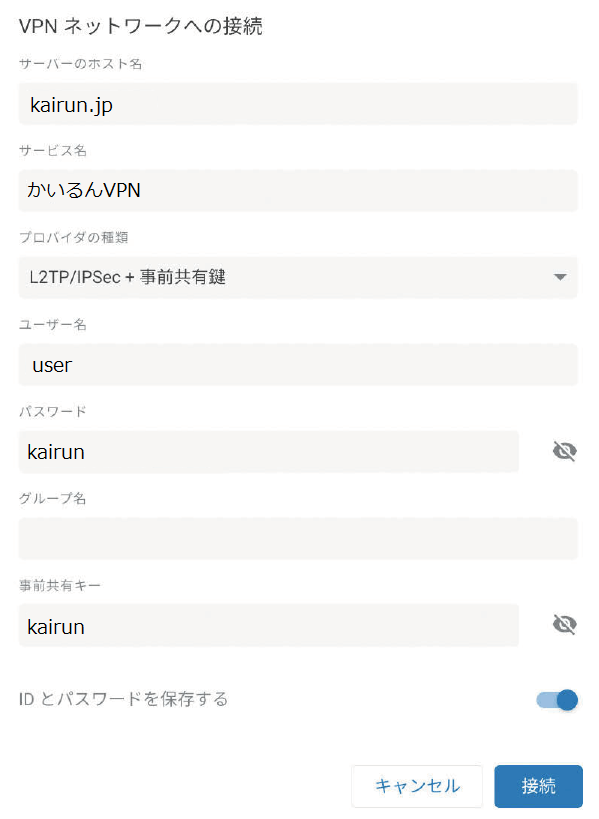 VPN ネットワークへの接続
サーバーのホスト名
kairun.jp
サービス名
かいるんVPN
プロバイダの種類
L2TP/IPSec + 事前共有鍵
ユーザー名
user
パスワード
kairun
グループ名
事前共有キー
kairun
ID とパスワードを保存する
キャンセル 接続